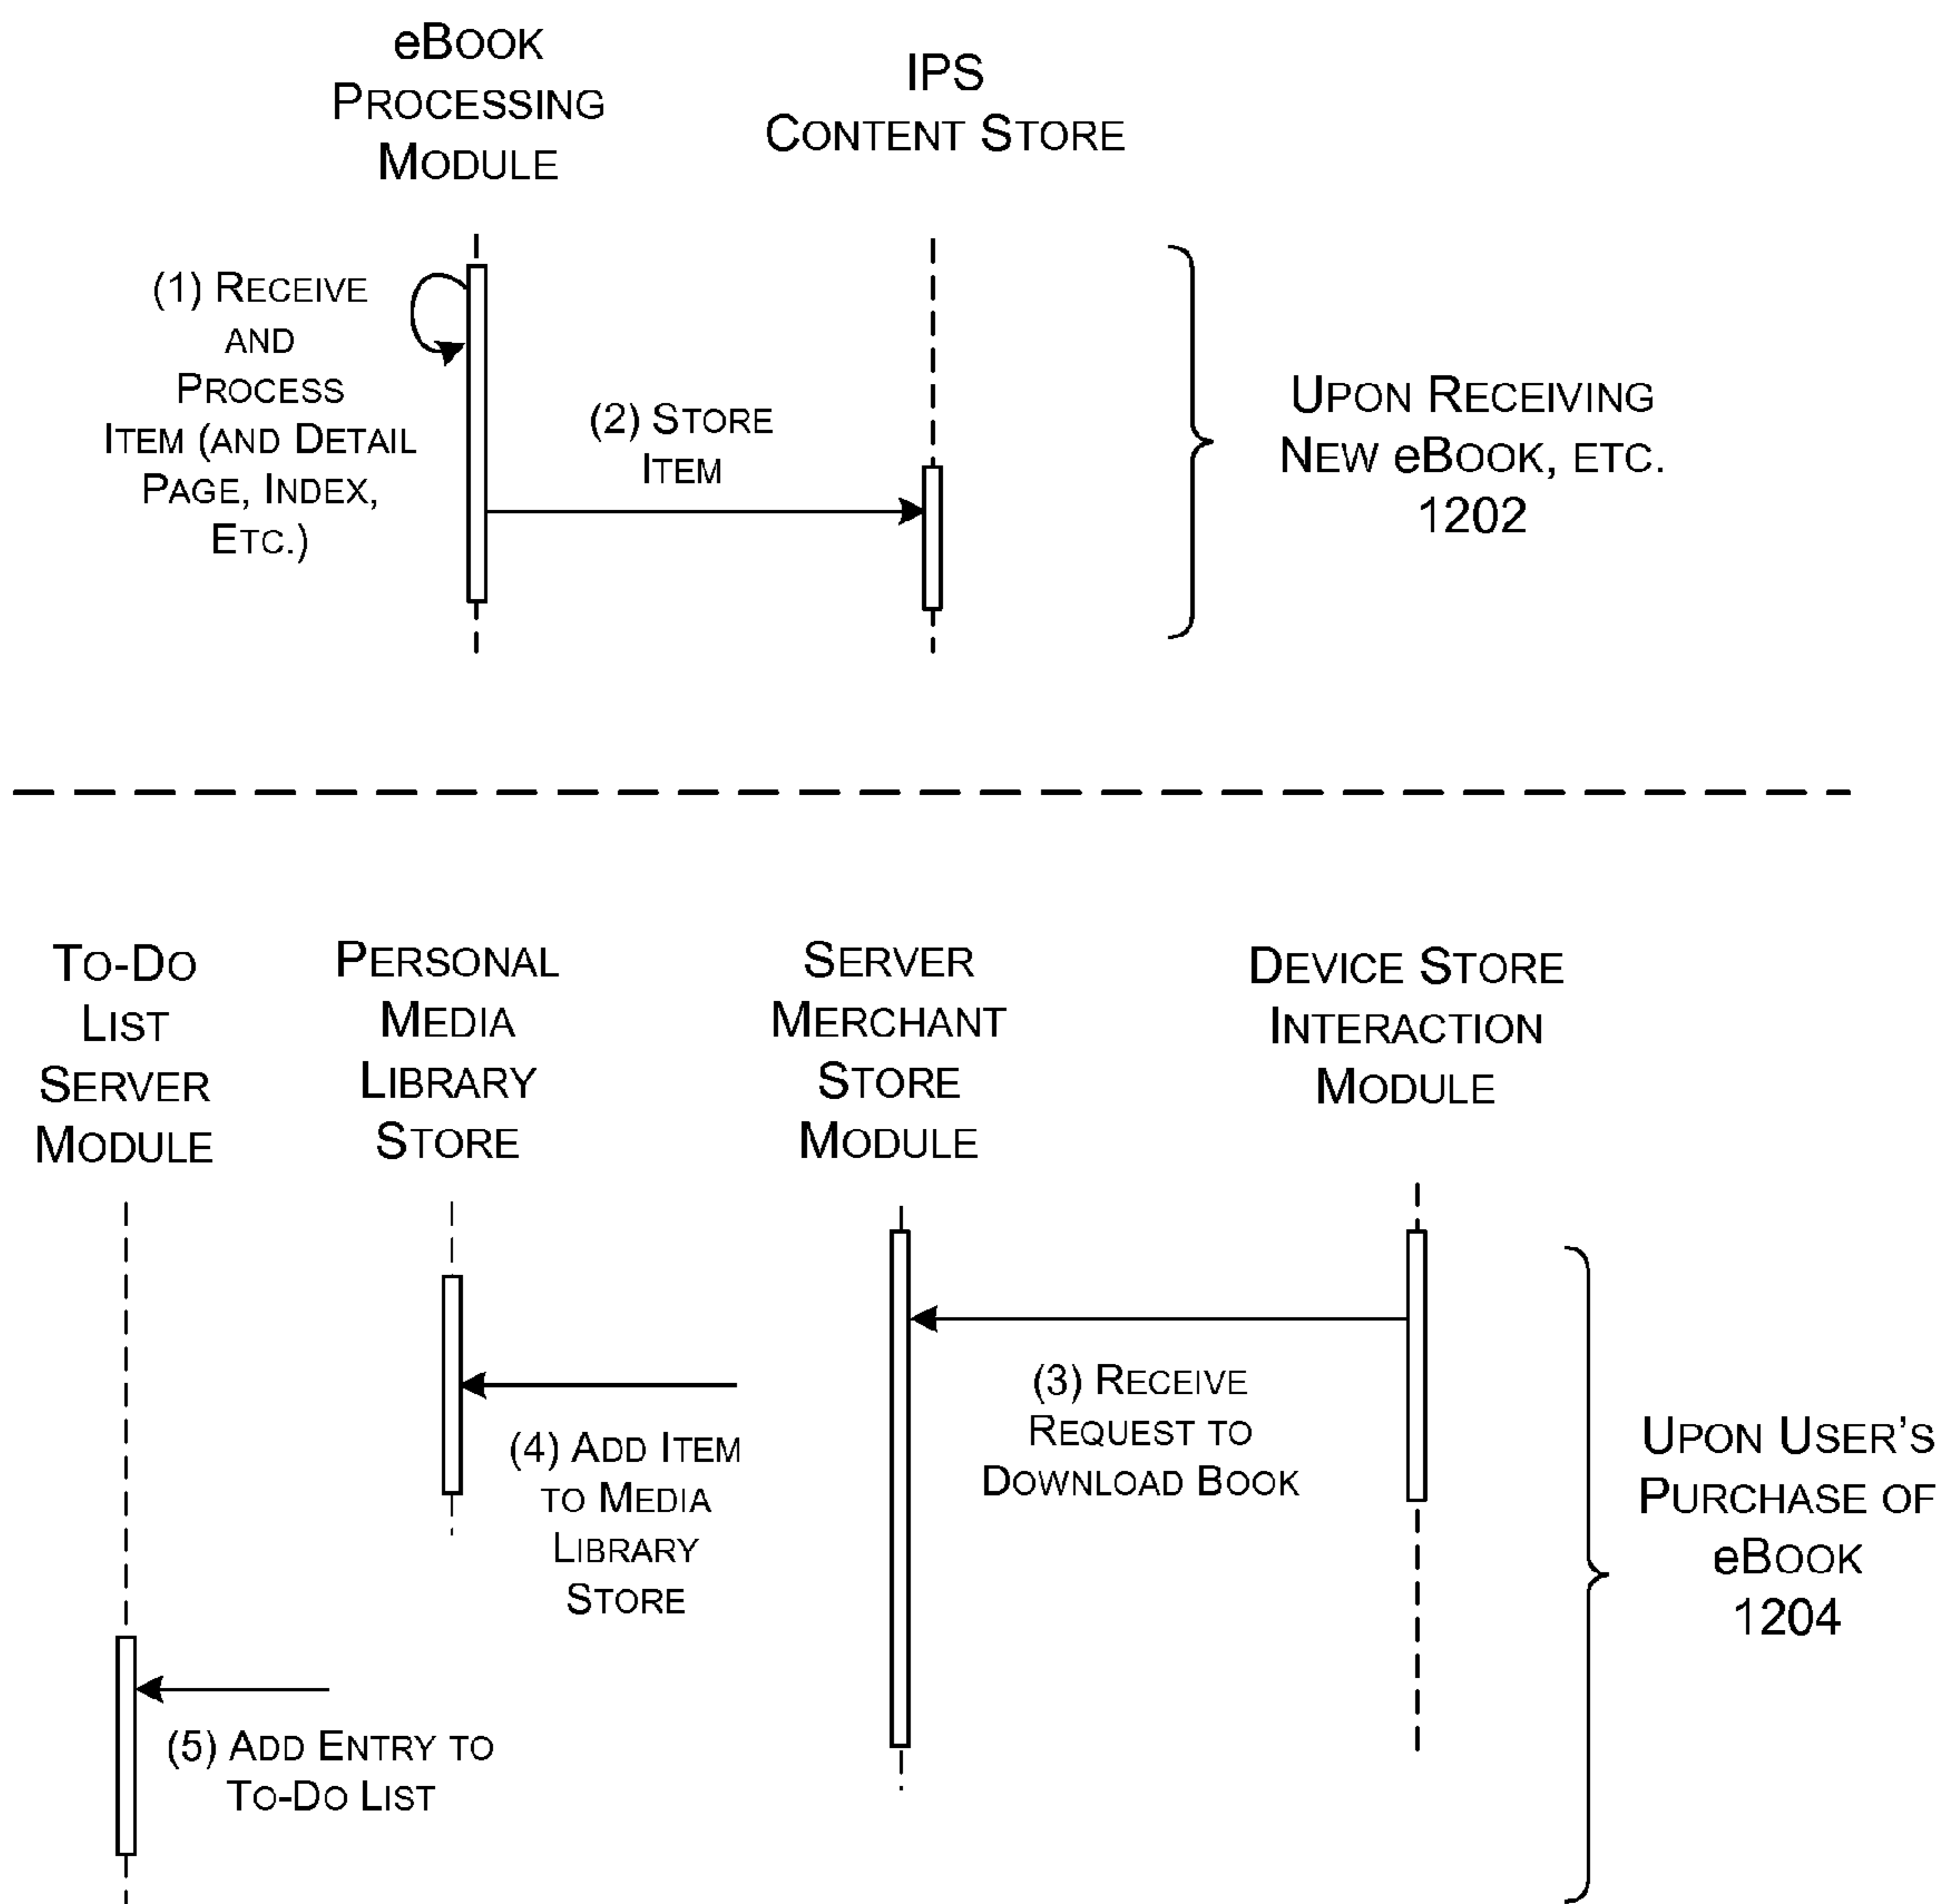 eBook
Processing
Module
IPS
Content Store
(1) Receive
and
Process
Item (and Detail
Page, Index,
Etc.)
(2) Store
Item
Upon Receiving
New eBook, etc.
1202
To-Do
List
Server
Module
Personal
Media
Library
Store
Server
Merchant
Store
Module
Device Store
Interaction
Module
(3) Receive
Request to
Download Book
(4) Add Item
to Media
Library
Store
(5) Add Entry to
To-Do List
Upon User's
Purchase of
eBook
1204